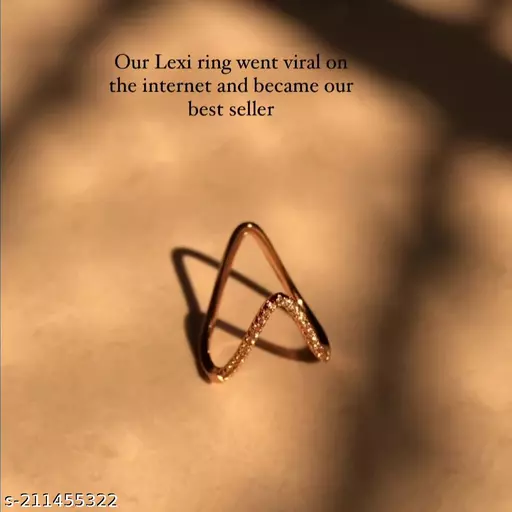 Our Lexi ring went viral on
the internet and became our
best seller
s-211455322